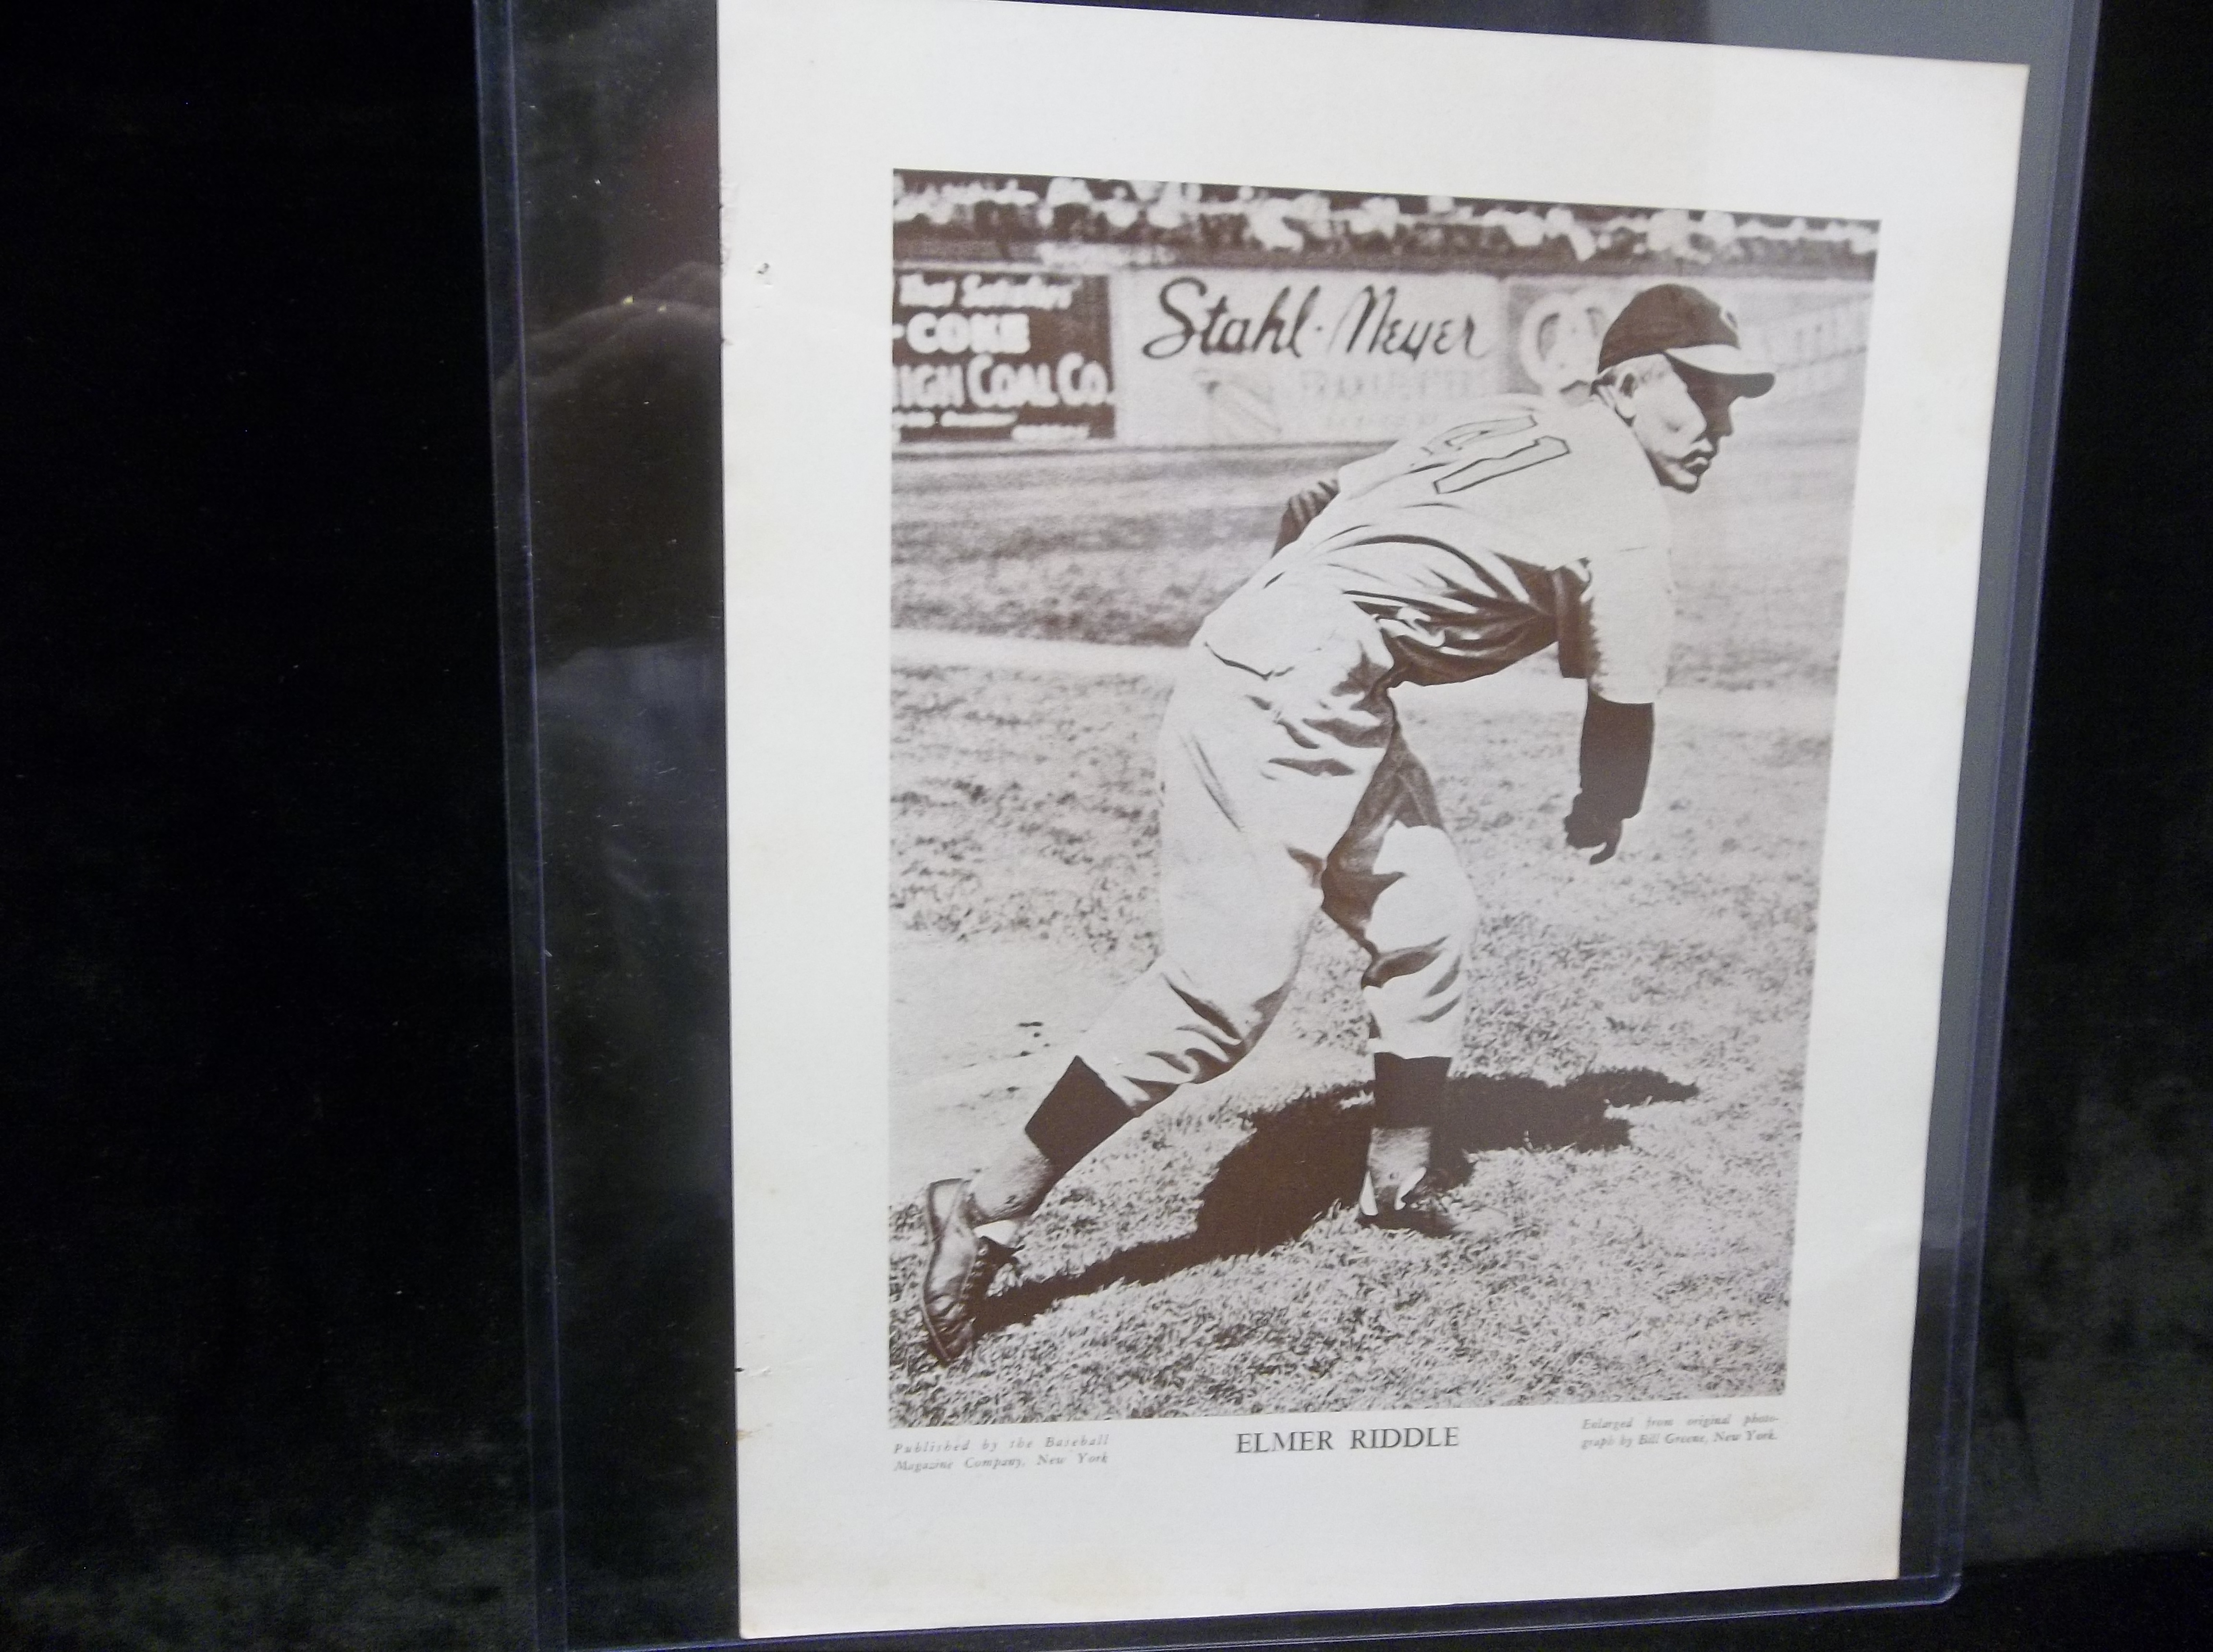 COKE
COAL CO.
Stahl-Meyer
41
ELMER RIDDLE
Published by the Baseball
Magazine Company, New York
Enlarged from original photo-
graph by Bill Greene, New York.